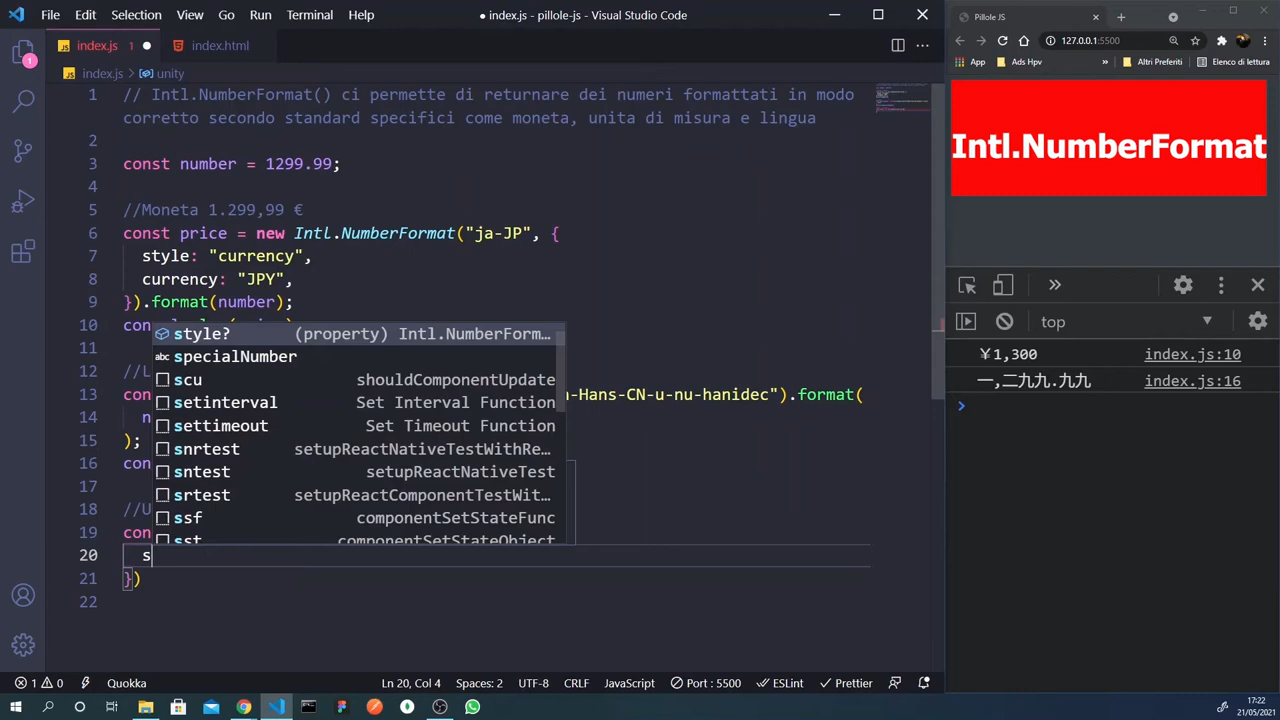 File Edit Selection View Go Run Terminal Help
● index.js - pillole-js - Visual Studio Code
index.js 1 ●
index.html
index.js > unity
1 // Intl.NumberFormat() ci permette di returnare dei numeri formattati in modo
corretto secondo standard specifici come moneta, unita di misura e lingua
2
3 const number = 1299.99;
4
5 //Moneta 1.299,99 €
6 const price = new Intl.NumberFormat("ja-JP", {
7 style: "currency",
8 currency: "JPY",
9 }).format(number);
10
11
12 //L
13 con -Hans-CN-u-nu-hanidec").format(
14 n
15 );
16 con
17
18 //U
19 con
20 s
21 })
22
style? (property) Intl.NumberForm…
specialNumber
scu shouldComponentUpdate
setinterval Set Interval Function
settimeout Set Timeout Function
snrtest setupReactNativeTestWithRe…
sntest setupReactNativeTest
srtest setupReactComponentTestWit…
ssf componentSetStateFunc
sst componentSetStateObject
1 0 Quokka
Ln 20, Col 4 Spaces: 2 UTF-8 CRLF JavaScript Port : 5500 ESLint Prettier
Pillole JS
127.0.0.1:5500
App Ads Hpv » Altri Preferiti Elenco di lettura
Intl.NumberFormat
top
¥1,300 index.js:10
一,二九九.九九 index.js:16
17:22
21/05/2021